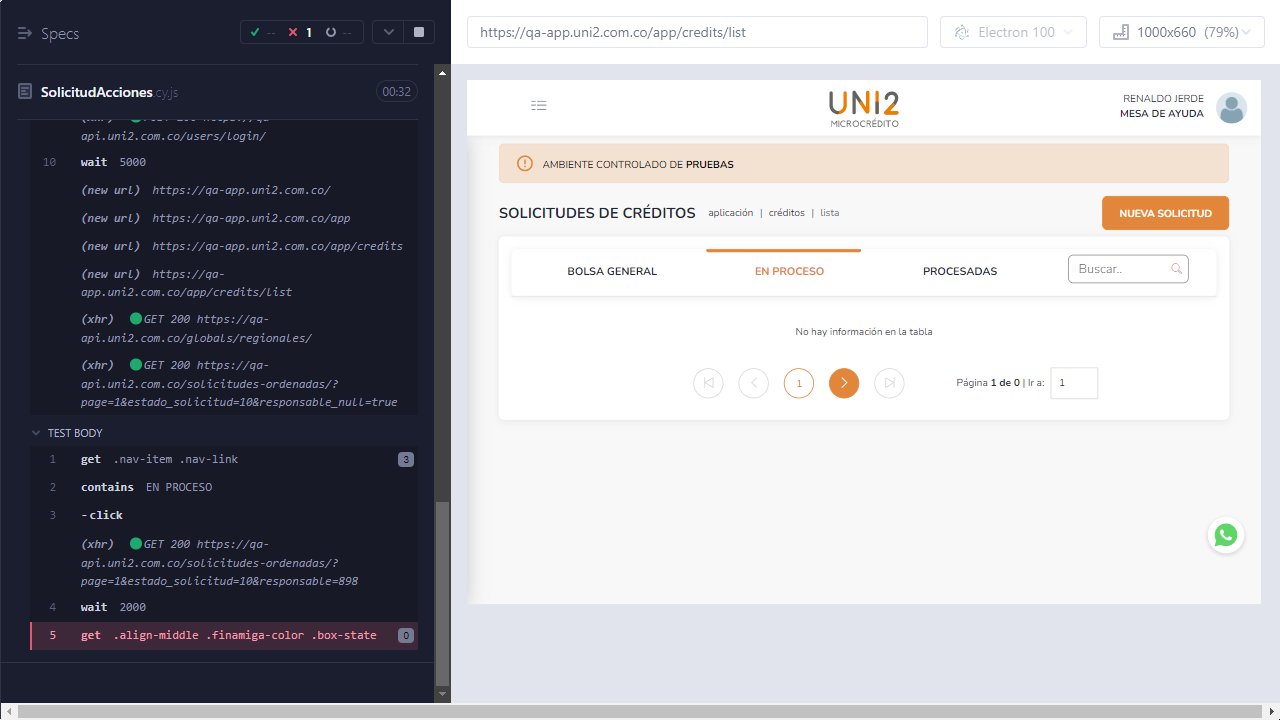 Specs
-- 1 --
SolicitudAcciones.cy.js 00:32
api.uni2.com.co/users/login/
10 wait 5000
(new url) https://qa-app.uni2.com.co/
(new url) https://qa-app.uni2.com.co/app
(new url) https://qa-app.uni2.com.co/app/credits
(new url) https://qa-
app.uni2.com.co/app/credits/list
(xhr) GET 200 https://qa-
api.uni2.com.co/globals/regionales/
(xhr) GET 200 https://qa-
api.uni2.com.co/solicitudes-ordenadas/?
page=1&estado_solicitud=10&responsable_null=true
TEST BODY
1 get .nav-item .nav-link 3
2 contains EN PROCESO
3 -click
(xhr) GET 200 https://qa-
api.uni2.com.co/solicitudes-ordenadas/?
page=1&estado_solicitud=10&responsable=898
4 wait 2000
5 get .align-middle .finamiga-color .box-state 0
https://qa-app.uni2.com.co/app/credits/list
Electron 100
1000x660 (79%)
UNI2
MICROCRÉDITO
RENALDO JERDE
MESA DE AYUDA
AMBIENTE CONTROLADO DE PRUEBAS
SOLICITUDES DE CRÉDITOS aplicación | créditos | lista
NUEVA SOLICITUD
BOLSA GENERAL EN PROCESO PROCESADAS Buscar..
No hay información en la tabla
1 Página 1 de 0 | Ir a: 1